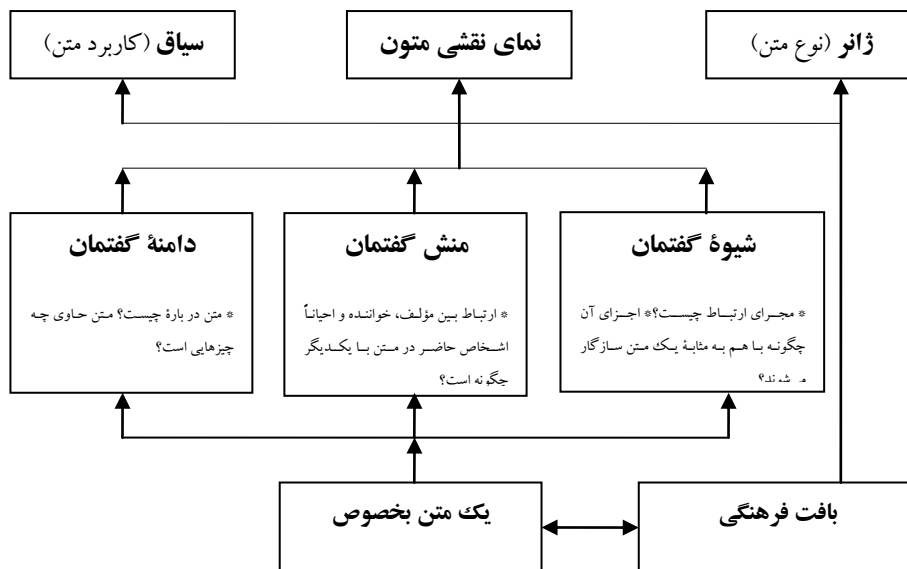 ژانر (نوع متن)
نمای نقشی متون
سیاق (کاربرد متن)
شیوهٔ گفتمان
* مجرای ارتباط چیست؟* اجزای آن
چگونه با هم به مثابهٔ یک متن سازگار
می‌شوند؟
منش گفتمان
* ارتباط بین مؤلف، خواننده و احیاناً
اشخاص حاضر در متن با یکدیگر
چگونه است؟
دامنهٔ گفتمان
* متن در بارهٔ چیست؟ متن حاوی چه
چیزهایی است؟
بافت فرهنگی
یک متن بخصوص